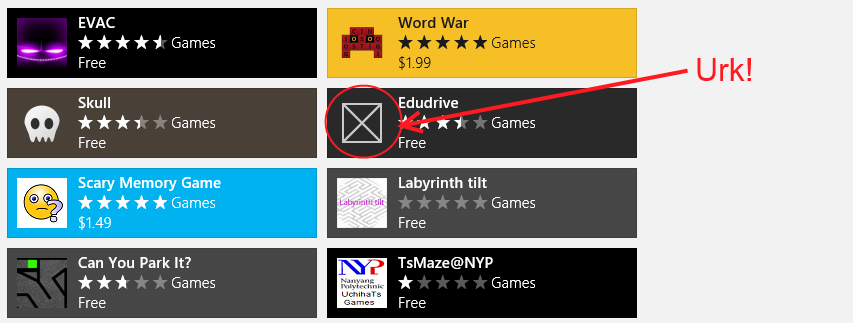 EVAC
Games
Free
Word War
Games
$1.99
Urk!
Skull
Games
Free
Edudrive
Games
Free
Scary Memory Game
Games
$1.49
Labyrinth tilt
Labyrinth tilt
Games
Free
Can You Park It?
Games
Free
NYP
Nanyang
Polytechnic
UchihaTs
Games
TsMaze@NYP
Games
Free